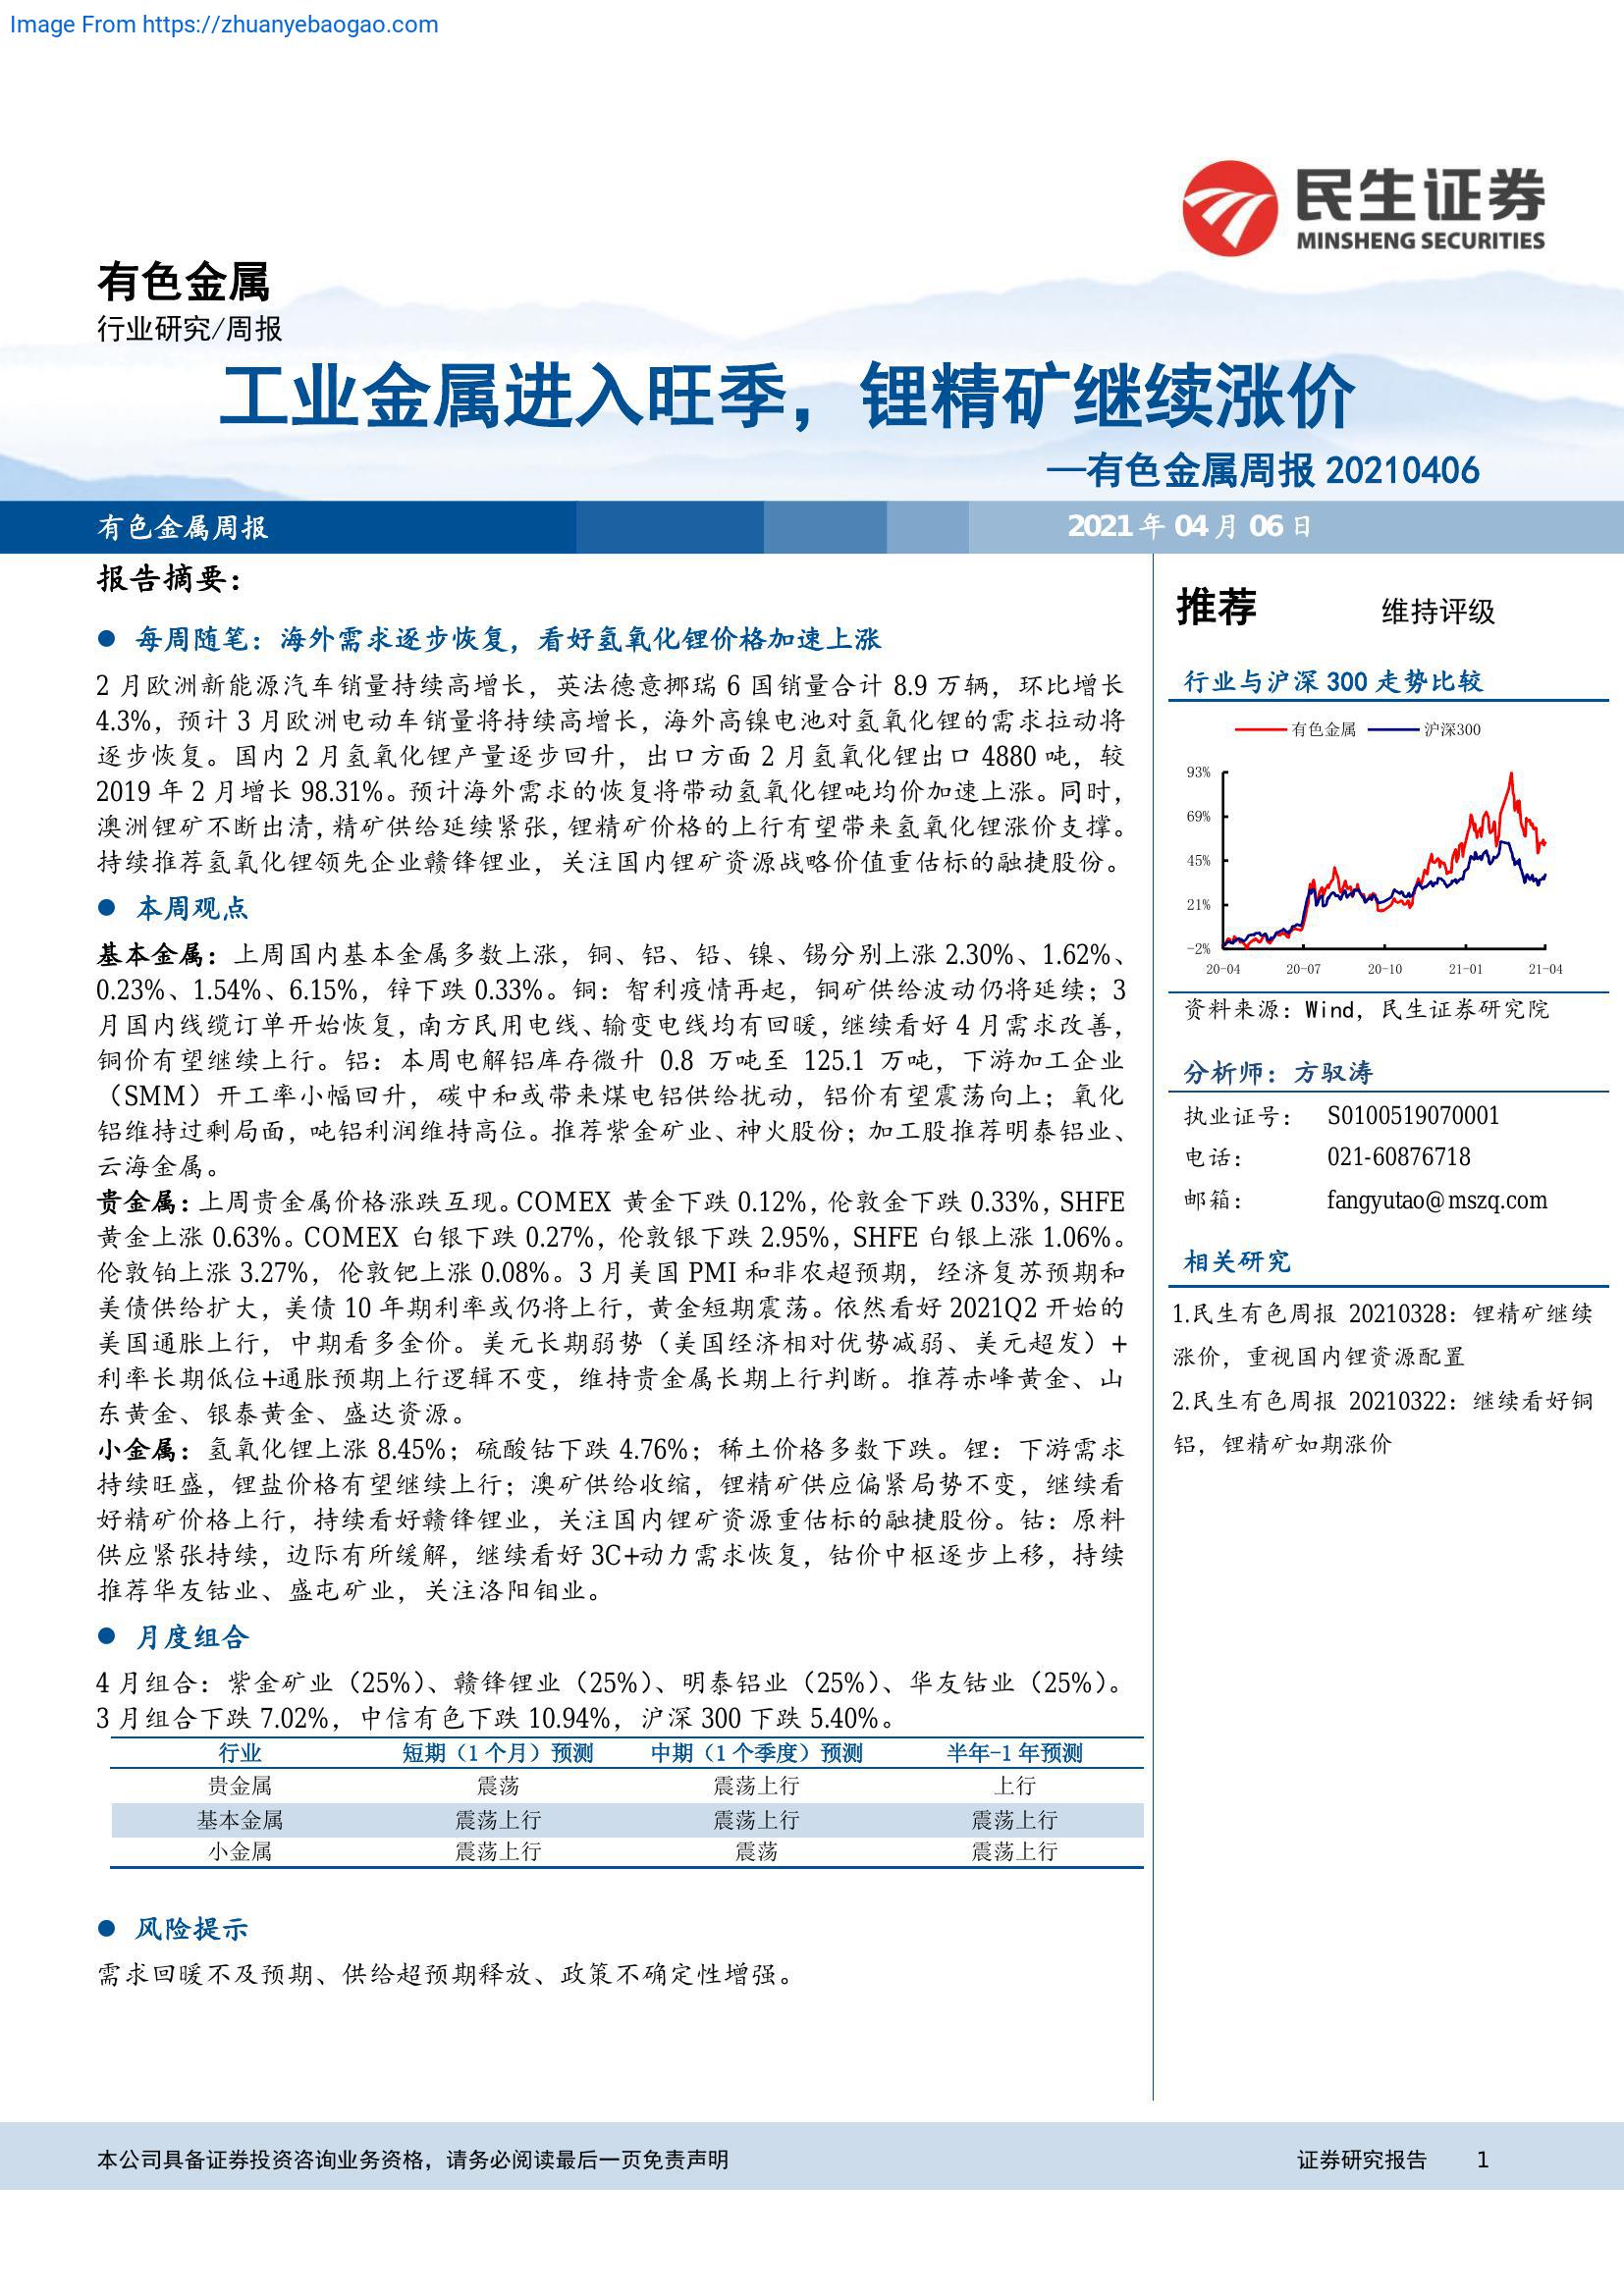 Image From https://zhuanyebaogao.com
民生证券
MINSHENG SECURITIES
有色金属
行业研究/周报
工业金属进入旺季，锂精矿继续涨价
—有色金属周报 20210406
有色金属周报
2021 年 04 月 06 日
报告摘要：
● 每周随笔：海外需求逐步恢复，看好氢氧化锂价格加速上涨
2 月欧洲新能源汽车销量持续高增长，英法德意挪瑞 6 国销量合计 8.9 万辆，环比增长
4.3%，预计 3 月欧洲电动车销量将持续高增长，海外高镍电池对氢氧化锂的需求拉动将
逐步恢复。国内 2 月氢氧化锂产量逐步回升，出口方面 2 月氢氧化锂出口 4880 吨，较
2019 年 2 月增长 98.31%。预计海外需求的恢复将带动氢氧化锂吨均价加速上涨。同时，
澳洲锂矿不断出清，精矿供给延续紧张，锂精矿价格的上行有望带来氢氧化锂涨价支撑。
持续推荐氢氧化锂领先企业赣锋锂业，关注国内锂矿资源战略价值重估标的融捷股份。
● 本周观点
基本金属：上周国内基本金属多数上涨，铜、铝、铅、镍、锡分别上涨 2.30%、1.62%、
0.23%、1.54%、6.15%，锌下跌 0.33%。铜：智利疫情再起，铜矿供给波动仍将延续；3
月国内线缆订单开始恢复，南方民用电线、输变电线均有回暖，继续看好 4 月需求改善，
铜价有望继续上行。铝：本周电解铝库存微升 0.8 万吨至 125.1 万吨，下游加工企业
（SMM）开工率小幅回升，碳中和或带来煤电铝供给扰动，铝价有望震荡向上；氧化
铝维持过剩局面，吨铝利润维持高位。推荐紫金矿业、神火股份；加工股推荐明泰铝业、
云海金属。
贵金属：上周贵金属价格涨跌互现。COMEX 黄金下跌 0.12%，伦敦金下跌 0.33%，SHFE
黄金上涨 0.63%。COMEX 白银下跌 0.27%，伦敦银下跌 2.95%，SHFE 白银上涨 1.06%。
伦敦铂上涨 3.27%，伦敦钯上涨 0.08%。3 月美国 PMI 和非农超预期，经济复苏预期和
美债供给扩大，美债 10 年期利率或仍将上行，黄金短期震荡。依然看好 2021Q2 开始的
美国通胀上行，中期看多金价。美元长期弱势（美国经济相对优势减弱、美元超发）+
利率长期低位+通胀预期上行逻辑不变，维持贵金属长期上行判断。推荐赤峰黄金、山
东黄金、银泰黄金、盛达资源。
小金属：氢氧化锂上涨 8.45%；硫酸钴下跌 4.76%；稀土价格多数下跌。锂：下游需求
持续旺盛，锂盐价格有望继续上行；澳矿供给收缩，锂精矿供应偏紧局势不变，继续看
好精矿价格上行，持续看好赣锋锂业，关注国内锂矿资源重估标的融捷股份。钴：原料
供应紧张持续，边际有所缓解，继续看好 3C+动力需求恢复，钴价中枢逐步上移，持续
推荐华友钴业、盛屯矿业，关注洛阳钼业。
● 月度组合
4 月组合：紫金矿业（25%）、赣锋锂业（25%）、明泰铝业（25%）、华友钴业（25%）。
3 月组合下跌 7.02%，中信有色下跌 10.94%，沪深 300 下跌 5.40%。
行业 短期（1 个月）预测 中期（1 个季度）预测 半年-1 年预测
贵金属 震荡 震荡上行 上行
基本金属 震荡上行 震荡上行 震荡上行
小金属 震荡上行 震荡 震荡上行
● 风险提示
需求回暖不及预期、供给超预期释放、政策不确定性增强。
推荐 维持评级
行业与沪深 300 走势比较
有色金属 沪深300
93%
69%
45%
21%
-2%
20-04 20-07 20-10 21-01 21-04
资料来源：Wind，民生证券研究院
分析师：方驭涛
执业证号： S0100519070001
电话： 021-60876718
邮箱： fangyutao@mszq.com
相关研究
1.民生有色周报 20210328：锂精矿继续
涨价，重视国内锂资源配置
2.民生有色周报 20210322：继续看好铜
铝，锂精矿如期涨价
本公司具备证券投资咨询业务资格，请务必阅读最后一页免责声明
证券研究报告 1